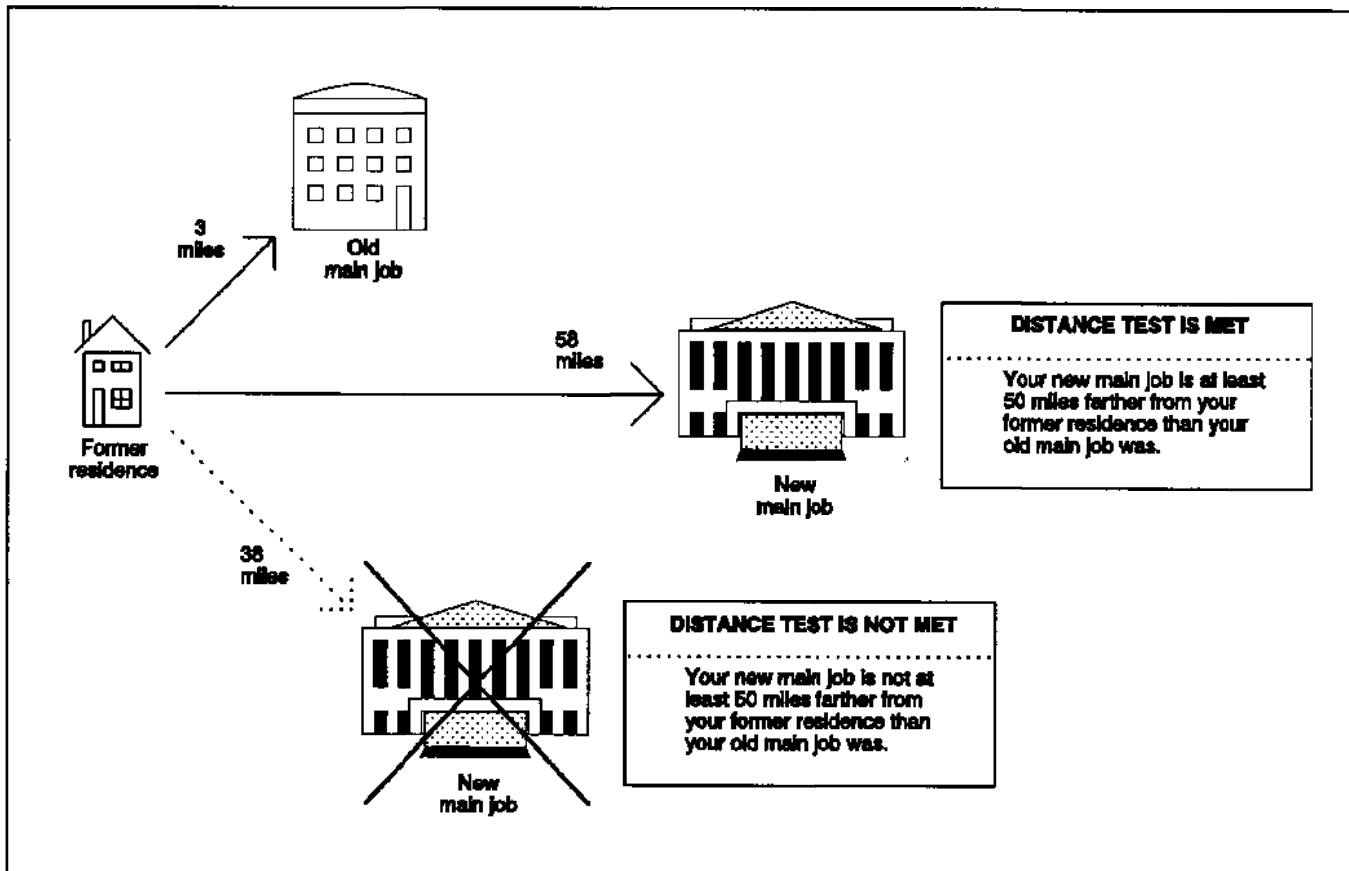 3
miles
Old
main job
58
miles
Former
residence
New
main job
DISTANCE TEST IS MET
Your new main job is at least
50 miles farther from your
former residence than your
old main job was.
38
miles
New
main job
DISTANCE TEST IS NOT MET
Your new main job is not at
least 50 miles farther from
your former residence than
your old main job was.